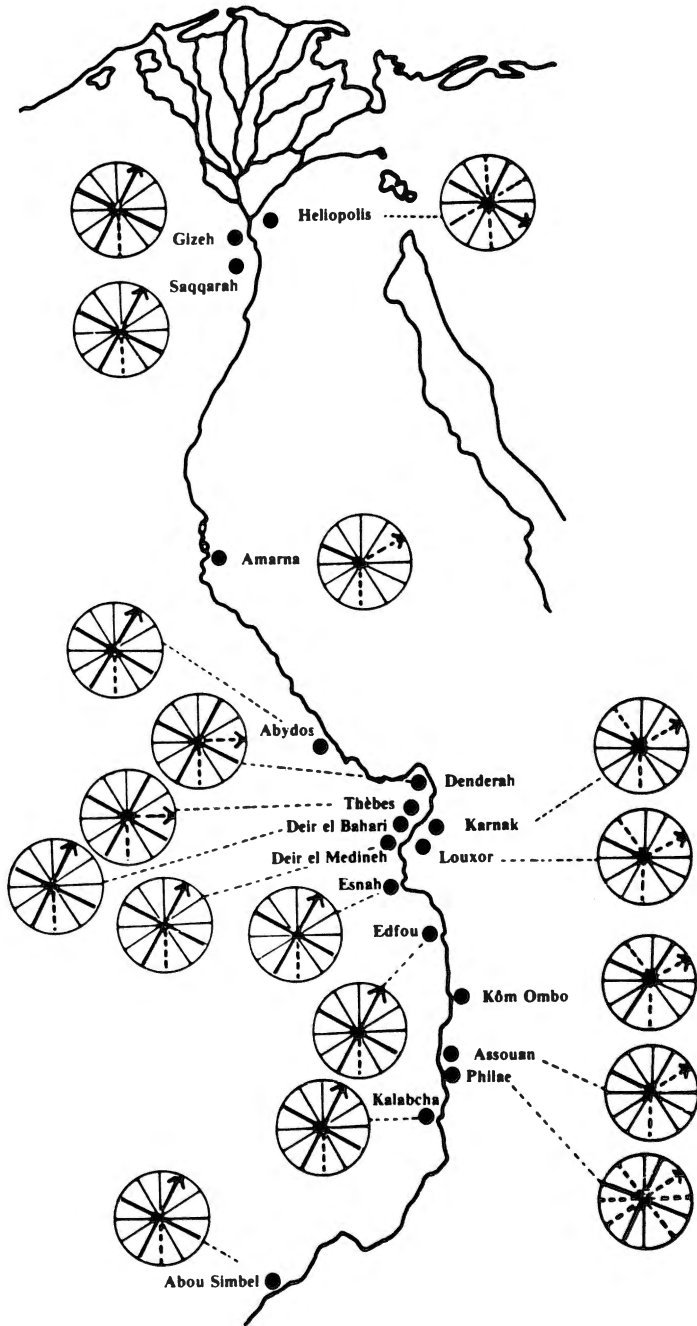 Heliopolis
Gizeh
Saqqarah
Amarna
Abydos
Denderah
Thèbes
Deir el Bahari
Karnak
Deir el Medineh
Louxor
Esnah
Edfou
Kôm Ombo
Assouan
Philae
Kalabcha
Abou Simbel